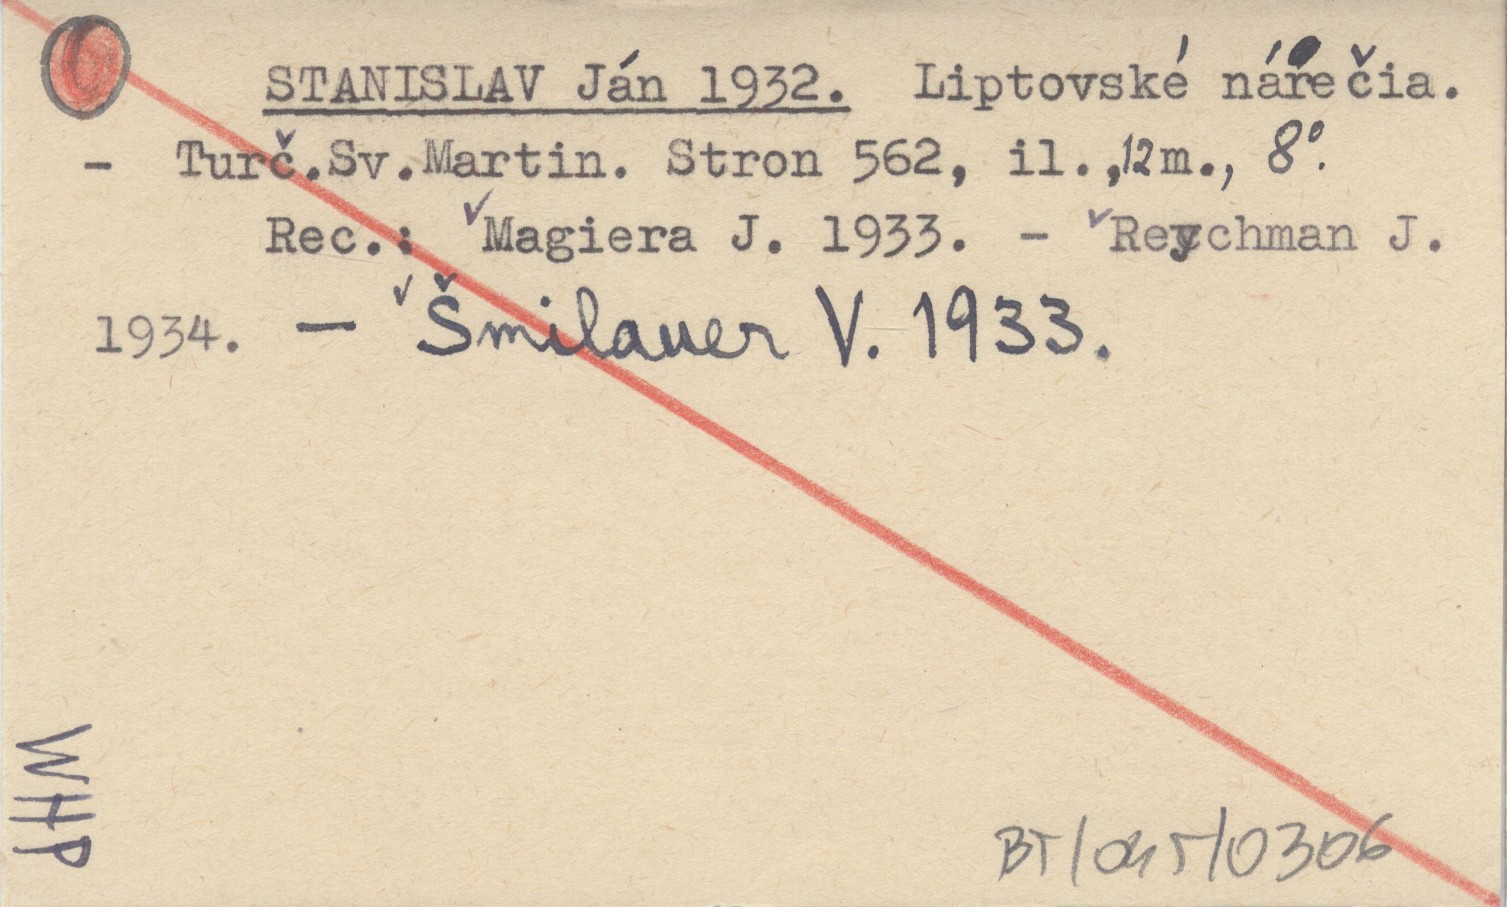 STANISLAV Ján 1932. Liptovské nárečia.
- Turč.Sv.Martin. Stron 562, il.,12m., 8°.
Rec.: Magiera J. 1933. - Reychman J.
1934. — Šmilauer V. 1933.
WHP
BT/045/0306